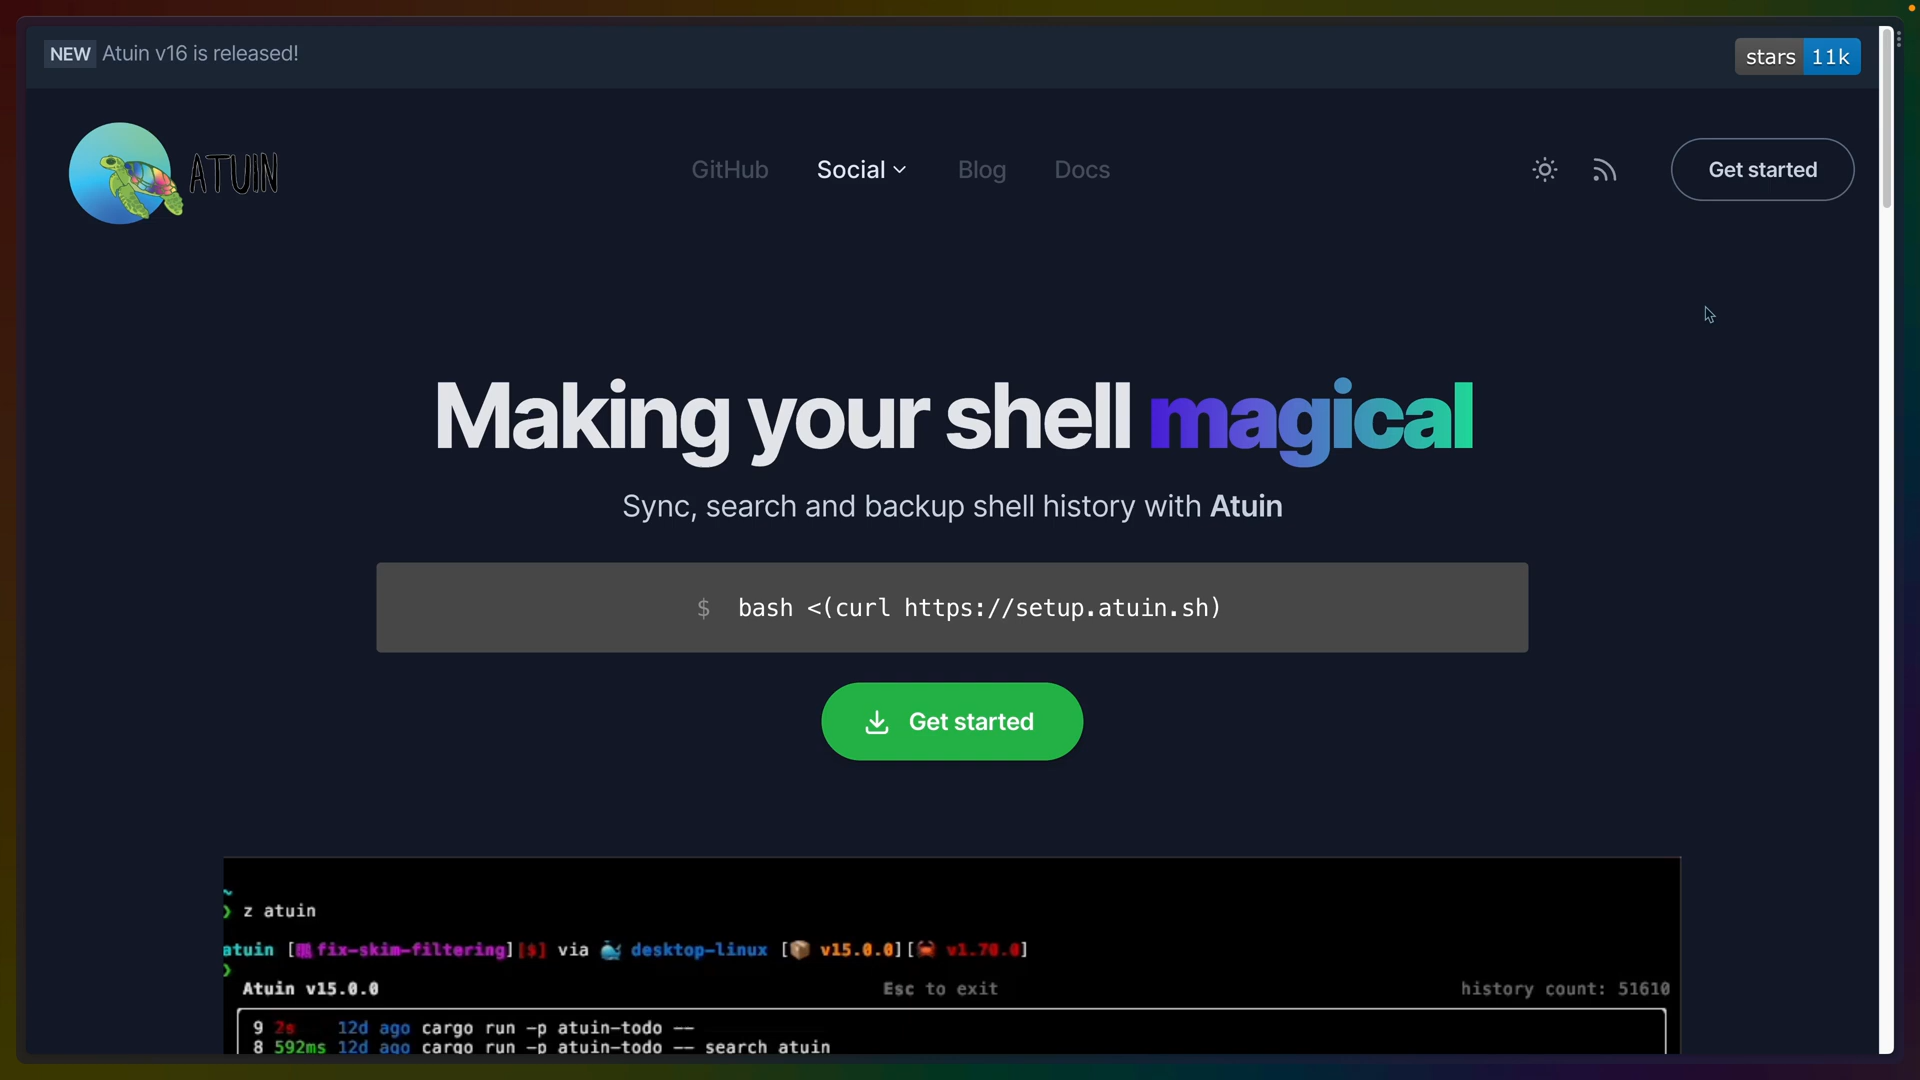 NEW Atuin v16 is released!
stars 11k
ATUIN
GitHub Social Blog Docs
Get started
Making your shell magical
Sync, search and backup shell history with Atuin
$ bash <(curl https://setup.atuin.sh)
Get started
~
❯ z atuin
atuin [fix-skim-filtering][$] via 🐳 desktop-linux [📦 v15.0.0][🦀 v1.70.0]
❯
Atuin v15.0.0 Esc to exit history count: 51610
9 2s 12d ago cargo run -p atuin-todo --
8 592ms 12d ago cargo run -p atuin-todo -- search atuin